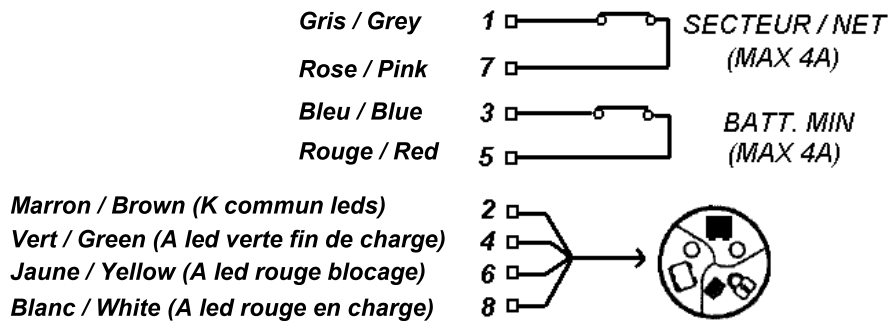 Gris / Grey 1 SECTEUR / NET
(MAX 4A)
Rose / Pink 7
Bleu / Blue 3 BATT. MIN
Rouge / Red 5 (MAX 4A)
Marron / Brown (K commun leds) 2
Vert / Green (A led verte fin de charge) 4
Jaune / Yellow (A led rouge blocage) 6
Blanc / White (A led rouge en charge) 8